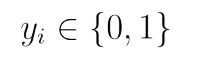 y_i ∈ {0, 1}